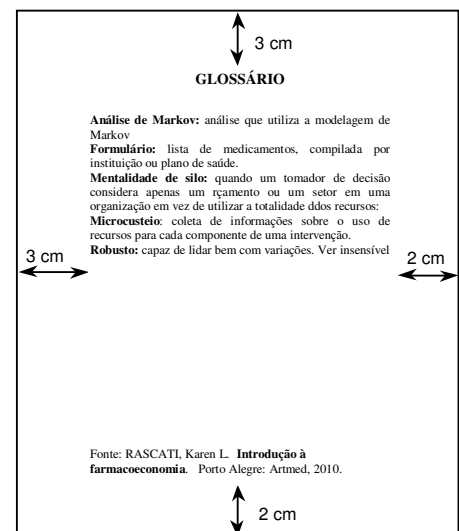 3 cm
GLOSSÁRIO
Análise de Markov: análise que utiliza a modelagem de
Markov
Formulário: lista de medicamentos, compilada por
instituição ou plano de saúde.
Mentalidade de silo: quando um tomador de decisão
considera apenas um rçamento ou um setor em uma
organização em vez de utilizar a totalidade ddos recursos:
Microcusteio: coleta de informações sobre o uso de
recursos para cada componente de uma intervenção.
Robusto: capaz de lidar bem com variações. Ver insensível
3 cm
2 cm
Fonte: RASCATI, Karen L. Introdução à
farmacoeconomia. Porto Alegre: Artmed, 2010.
2 cm